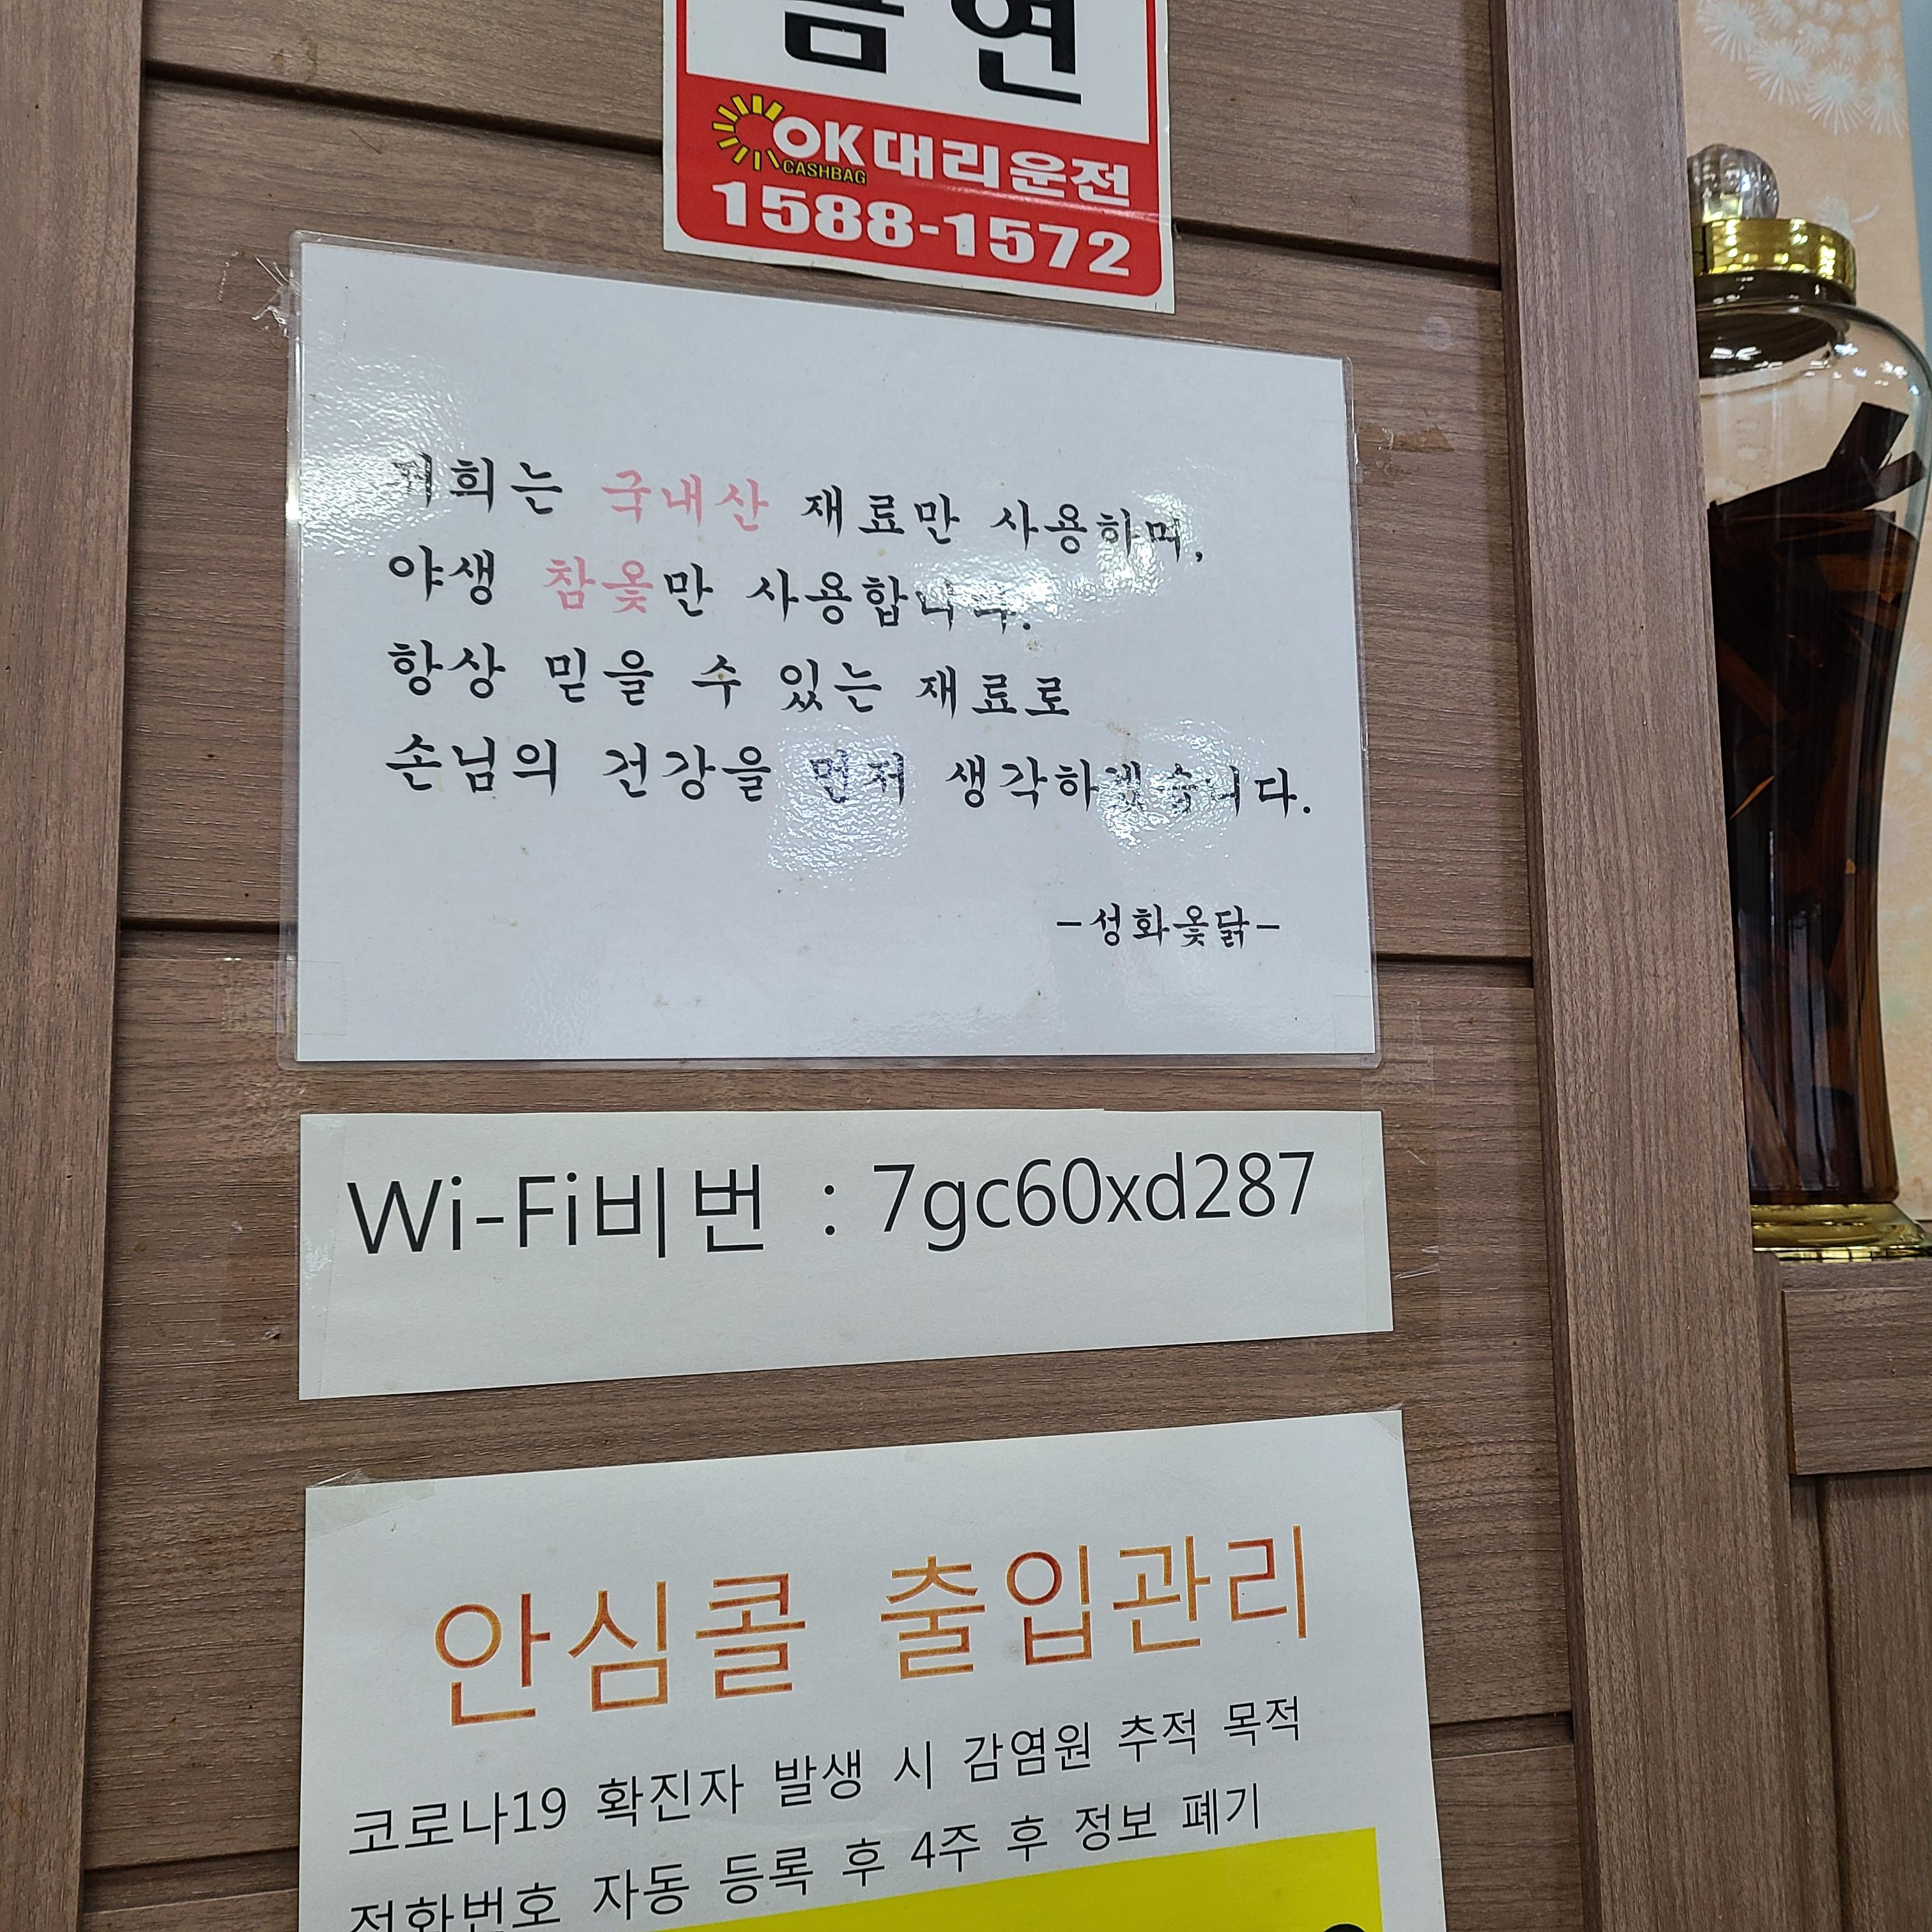 금연
OK대리운전
CASHBAG
1588-1572
저희는 국내산 재료만 사용하며,
야생 참옻만 사용합니다.
항상 믿을 수 있는 재료로
손님의 건강을 먼저 생각하겠습니다.
-성화옻닭-
Wi-Fi비번 : 7gc60xd287
안심콜 출입관리
코로나19 확진자 발생 시 감염원 추적 목적
전화번호 자동 등록 후 4주 후 정보 폐기